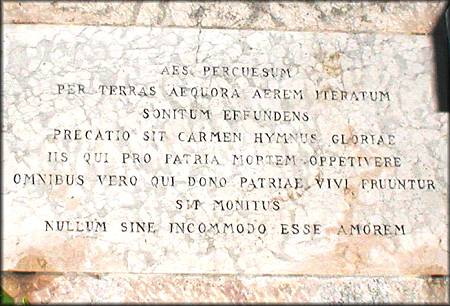 AES PERCUESUM
PER TERRAS AEQUORA AEREM ITERATUM
SONITUM EFFUNDENS
PRECATIO SIT CARMEN HYMNUS GLORIAE
IIS QUI PRO PATRIA MORTEM OPPETIVERE
OMNIBUS VERO QUI DONO PATRIAE VIVI FRUUNTUR
SIT MONITUS
NULLUM SINE INCOMMODO ESSE AMOREM